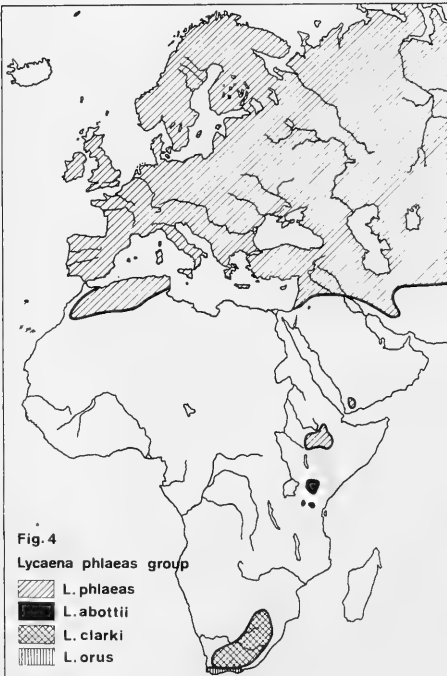 Fig. 4
Lycaena phlaeas group
L. phlaeas
L. abottii
L. clarki
L. orus